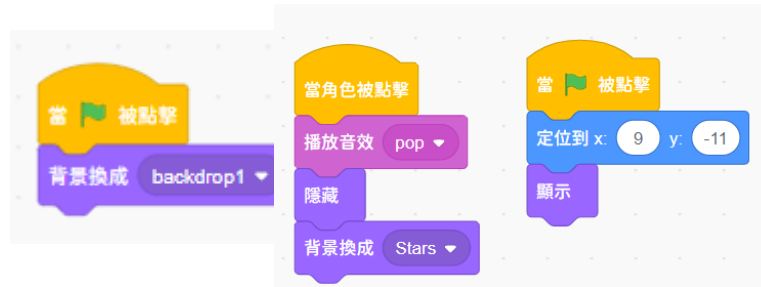 當 被點擊
背景換成 backdrop1
當角色被點擊
播放音效 pop
隱藏
背景換成 Stars
當 被點擊
定位到 x: 9 y: -11
顯示